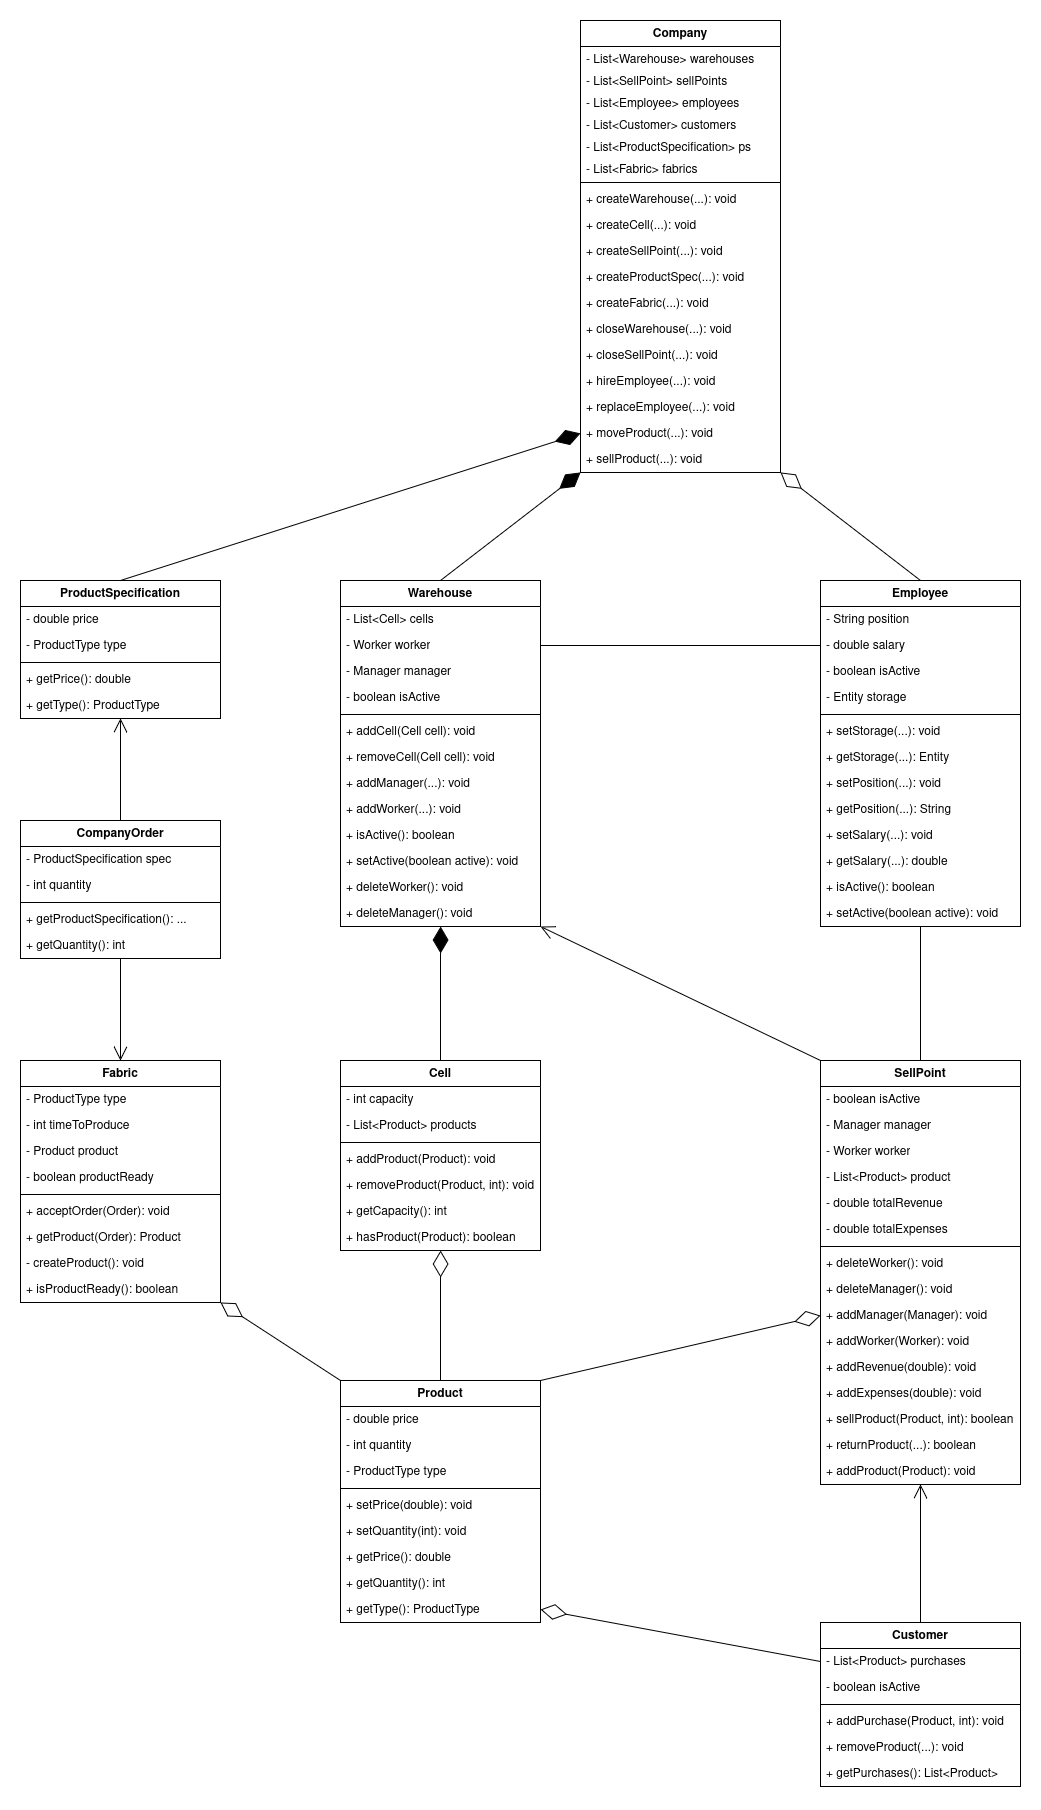 Company
- List<Warehouse> warehouses
- List<SellPoint> sellPoints
- List<Employee> employees
- List<Customer> customers
- List<ProductSpecification> ps
- List<Fabric> fabrics
+ createWarehouse(...): void
+ createCell(...): void
+ createSellPoint(...): void
+ createProductSpec(...): void
+ createFabric(...): void
+ closeWarehouse(...): void
+ closeSellPoint(...): void
+ hireEmployee(...): void
+ replaceEmployee(...): void
+ moveProduct(...): void
+ sellProduct(...): void
ProductSpecification
- double price
- ProductType type
+ getPrice(): double
+ getType(): ProductType
Warehouse
- List<Cell> cells
- Worker worker
- Manager manager
- boolean isActive
+ addCell(Cell cell): void
+ removeCell(Cell cell): void
+ addManager(...): void
+ addWorker(...): void
+ isActive(): boolean
+ setActive(boolean active): void
+ deleteWorker(): void
+ deleteManager(): void
Employee
- String position
- double salary
- boolean isActive
- Entity storage
+ setStorage(...): void
+ getStorage(...): Entity
+ setPosition(...): void
+ getPosition(...): String
+ setSalary(...): void
+ getSalary(...): double
+ isActive(): boolean
+ setActive(boolean active): void
CompanyOrder
- ProductSpecification spec
- int quantity
+ getProductSpecification(): ...
+ getQuantity(): int
Fabric
- ProductType type
- int timeToProduce
- Product product
- boolean productReady
+ acceptOrder(Order): void
+ getProduct(Order): Product
- createProduct(): void
+ isProductReady(): boolean
Cell
- int capacity
- List<Product> products
+ addProduct(Product): void
+ removeProduct(Product, int): void
+ getCapacity(): int
+ hasProduct(Product): boolean
SellPoint
- boolean isActive
- Manager manager
- Worker worker
- List<Product> product
- double totalRevenue
- double totalExpenses
+ deleteWorker(): void
+ deleteManager(): void
+ addManager(Manager): void
+ addWorker(Worker): void
+ addRevenue(double): void
+ addExpenses(double): void
+ sellProduct(Product, int): boolean
+ returnProduct(...): boolean
+ addProduct(Product): void
Product
- double price
- int quantity
- ProductType type
+ setPrice(double): void
+ setQuantity(int): void
+ getPrice(): double
+ getQuantity(): int
+ getType(): ProductType
Customer
- List<Product> purchases
- boolean isActive
+ addPurchase(Product, int): void
+ removeProduct(...): void
+ getPurchases(): List<Product>